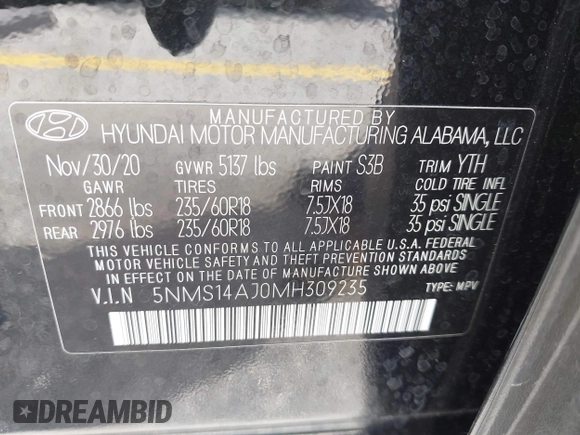 MANUFACTURED BY
HYUNDAI MOTOR MANUFACTURING ALABAMA, LLC
Nov/30/20 GVWR 5137 lbs PAINT S3B TRIM YTH
GAWR TIRES RIMS COLD TIRE INFL
FRONT 2866 lbs 235/60R18 7.5JX18 35 psi SINGLE
REAR 2976 lbs 235/60R18 7.5JX18 35 psi SINGLE
THIS VEHICLE CONFORMS TO ALL APPLICABLE U.S.A. FEDERAL
MOTOR VEHICLE SAFETY AND THEFT PREVENTION STANDARDS
IN EFFECT ON THE DATE OF MANUFACTURE SHOWN ABOVE.
V.I.N 5NMS14AJ0MH309235 TYPE: MPV
DREAMBID